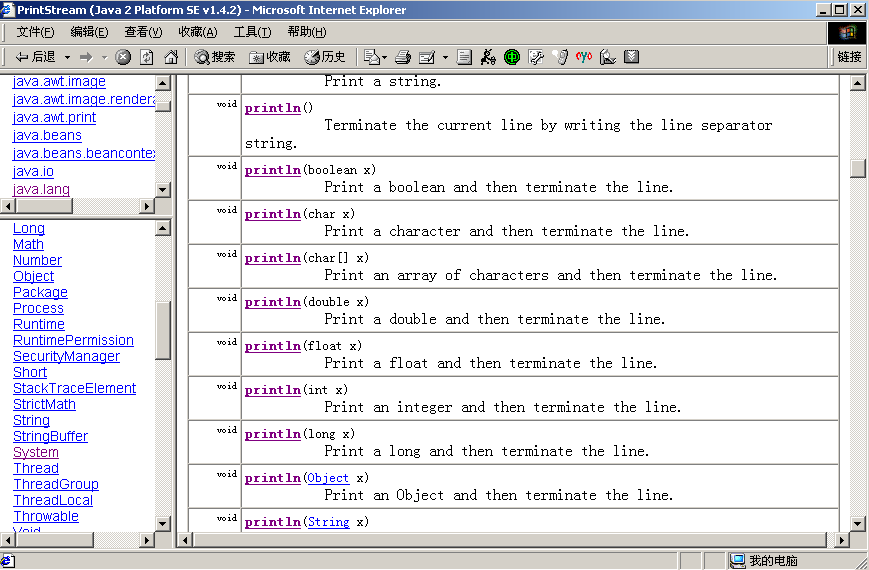 PrintStream (Java 2 Platform SE v1.4.2) - Microsoft Internet Explorer
文件(F) 编辑(E) 查看(V) 收藏(A) 工具(T) 帮助(H)
后退 搜索 收藏 历史 链接
java.awt.image
java.awt.image.rendera
java.awt.print
java.beans
java.beans.beancontex
java.io
java.lang
Long
Math
Number
Object
Package
Process
Runtime
RuntimePermission
SecurityManager
Short
StackTraceElement
StrictMath
String
StringBuffer
System
Thread
ThreadGroup
ThreadLocal
Throwable
Void
Print a string.
void println()
Terminate the current line by writing the line separator
string.
void println(boolean x)
Print a boolean and then terminate the line.
void println(char x)
Print a character and then terminate the line.
void println(char[] x)
Print an array of characters and then terminate the line.
void println(double x)
Print a double and then terminate the line.
void println(float x)
Print a float and then terminate the line.
void println(int x)
Print an integer and then terminate the line.
void println(long x)
Print a long and then terminate the line.
void println(Object x)
Print an Object and then terminate the line.
void println(String x)
我的电脑